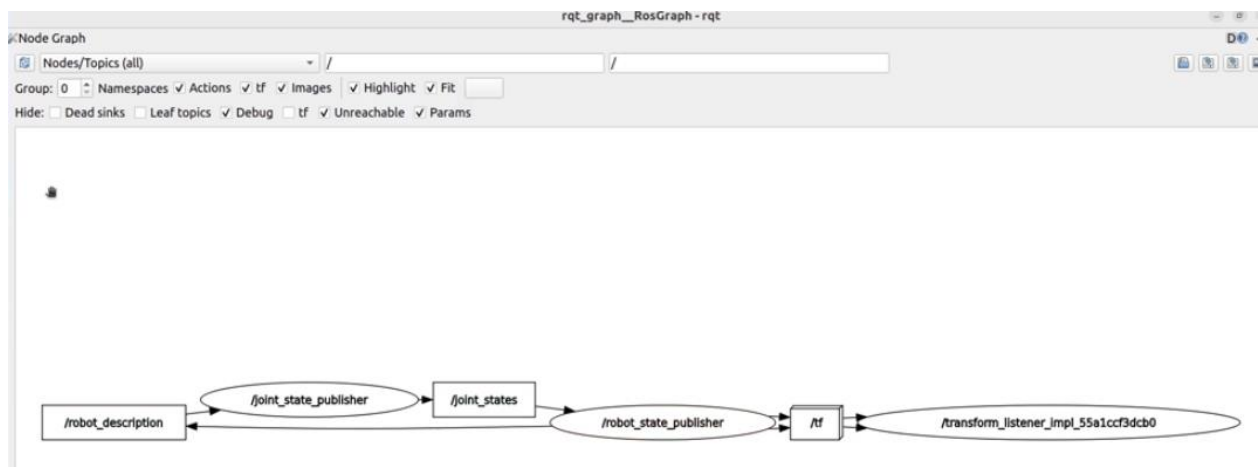 rqt_graph__RosGraph - rqt
Node Graph
D
Nodes/Topics (all) / /
Group: 0 Namespaces Actions tf Images Highlight Fit
Hide: Dead sinks Leaf topics Debug tf Unreachable Params
/joint_state_publisher /joint_states
/robot_description /robot_state_publisher /tf /transform_listener_impl_55a1ccf3dcb0